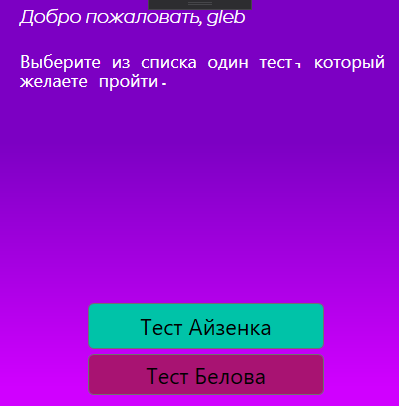 Добро пожаловать, gleb
Выберите из списка один тест, который
желаете пройти.
Тест Айзенка
Тест Белова